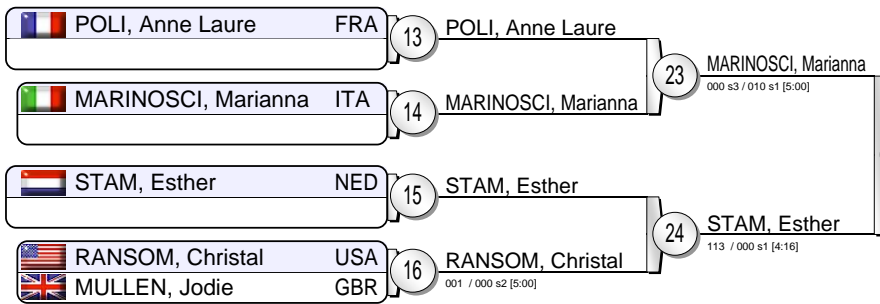 POLI, Anne Laure FRA
13
POLI, Anne Laure
MARINOSCI, Marianna ITA
14
MARINOSCI, Marianna
23
MARINOSCI, Marianna
000 s3 / 010 s1 [5:00]
STAM, Esther NED
15
STAM, Esther
RANSOM, Christal USA
MULLEN, Jodie GBR
16
RANSOM, Christal
001 / 000 s2 [5:00]
24
STAM, Esther
113 / 000 s1 [4:16]